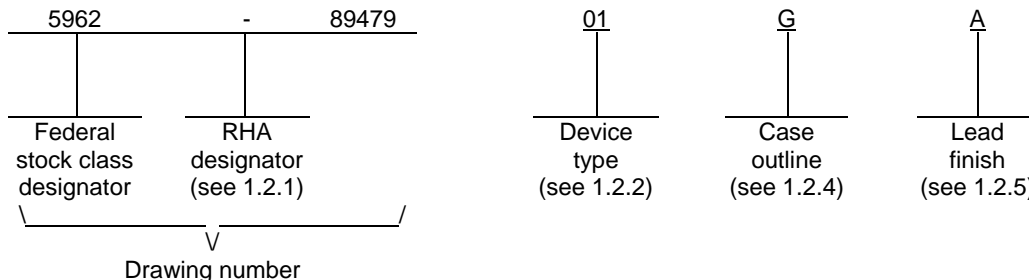 5962 - 89479 01 G A
Federal stock class designator
RHA designator (see 1.2.1)
Device type (see 1.2.2)
Case outline (see 1.2.4)
Lead finish (see 1.2.5)
Drawing number